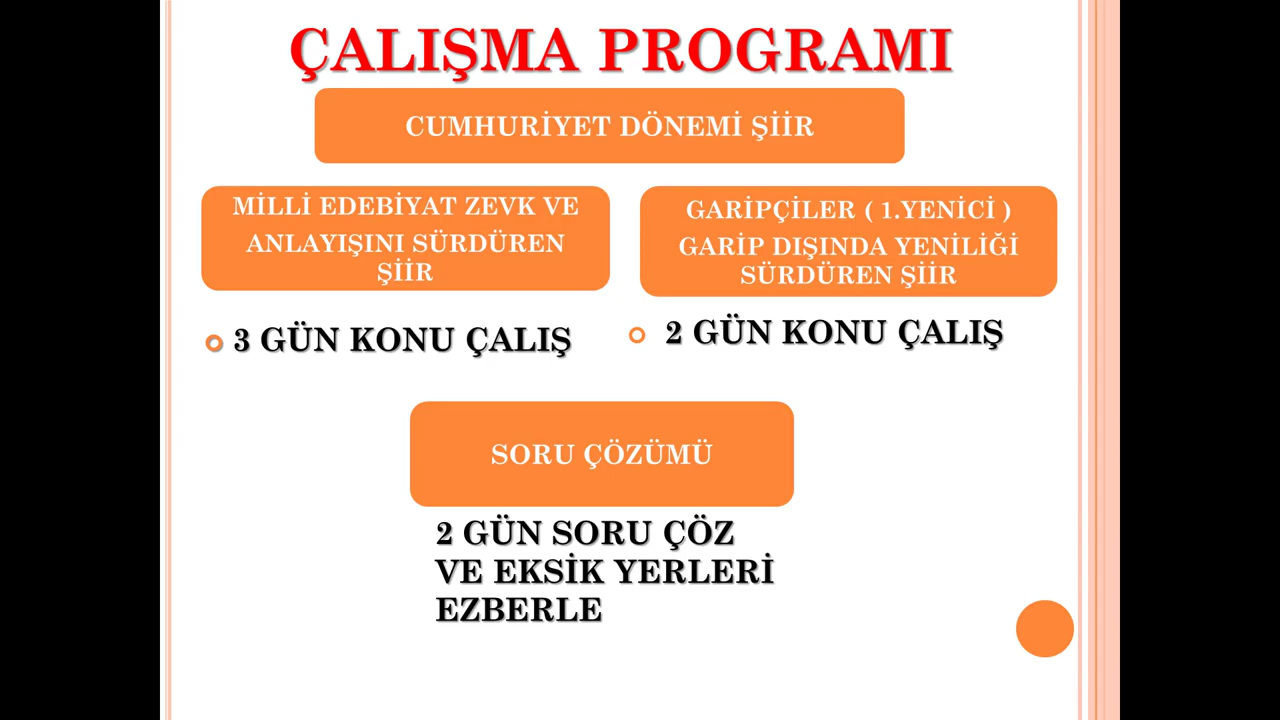 ÇALIŞMA PROGRAMI
CUMHURİYET DÖNEMİ ŞİİR
MİLLİ EDEBİYAT ZEVK VE
ANLAYIŞINI SÜRDÜREN
ŞİİR
3 GÜN KONU ÇALIŞ
GARİPÇİLER ( 1.YENİCİ )
GARİP DIŞINDA YENİLİĞİ
SÜRDÜREN ŞİİR
2 GÜN KONU ÇALIŞ
SORU ÇÖZÜMÜ
2 GÜN SORU ÇÖZ
VE EKSİK YERLERİ
EZBERLE